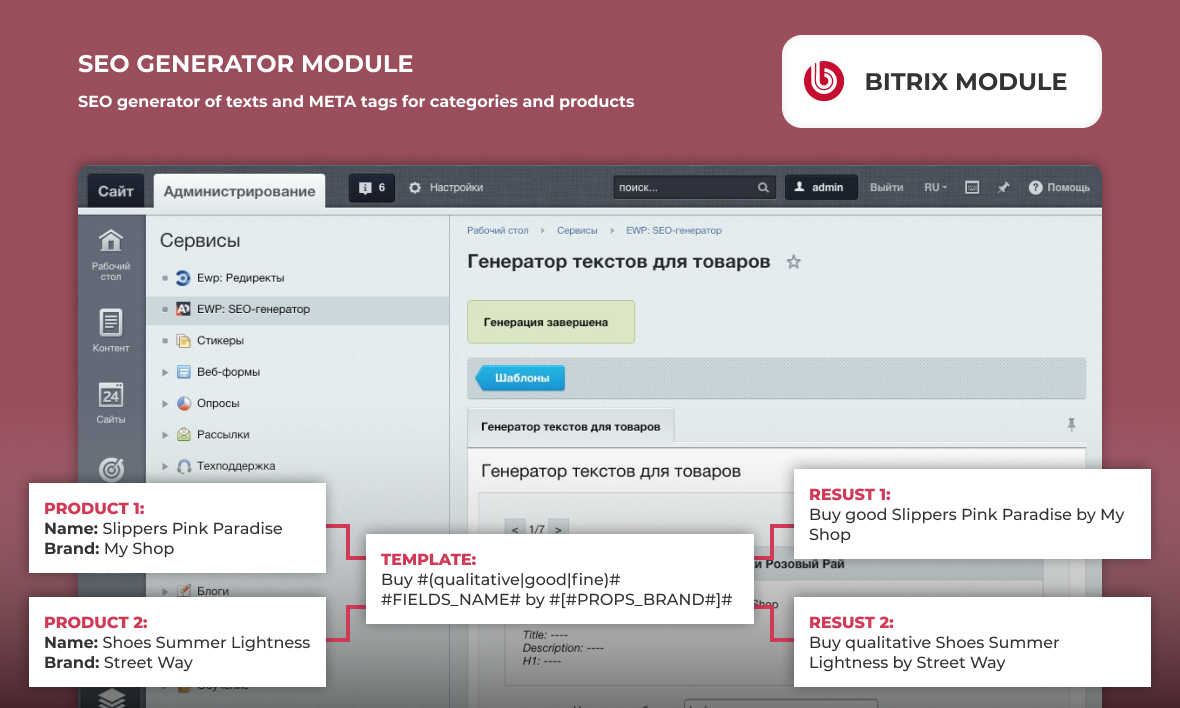 SEO GENERATOR MODULE
SEO generator of texts and META tags for categories and products
BITRIX MODULE
Сайт
Администрирование
6
Настройки
поиск...
admin
Выйти
RU
Помощь
Рабочий
стол
Контент
24
Сайты
Сервисы
Ewp: Редиректы
EWP: SEO-генератор
Стикеры
Веб-формы
Опросы
Рассылки
Техподдержка
Блоги
Обучение
Рабочий стол
Сервисы
EWP: SEO-генератор
Генератор текстов для товаров
Генерация завершена
Шаблоны
Генератор текстов для товаров
Генератор текстов для товаров
< 1/7 >
и Розовый Рай
Shop
Title: ----
Description: ----
H1: ----
PRODUCT 1:
Name: Slippers Pink Paradise
Brand: My Shop
PRODUCT 2:
Name: Shoes Summer Lightness
Brand: Street Way
TEMPLATE:
Buy #(qualitative|good|fine)#
#FIELDS_NAME# by #[#PROPS_BRAND#]#
RESUST 1:
Buy good Slippers Pink Paradise by My
Shop
RESUST 2:
Buy qualitative Shoes Summer
Lightness by Street Way